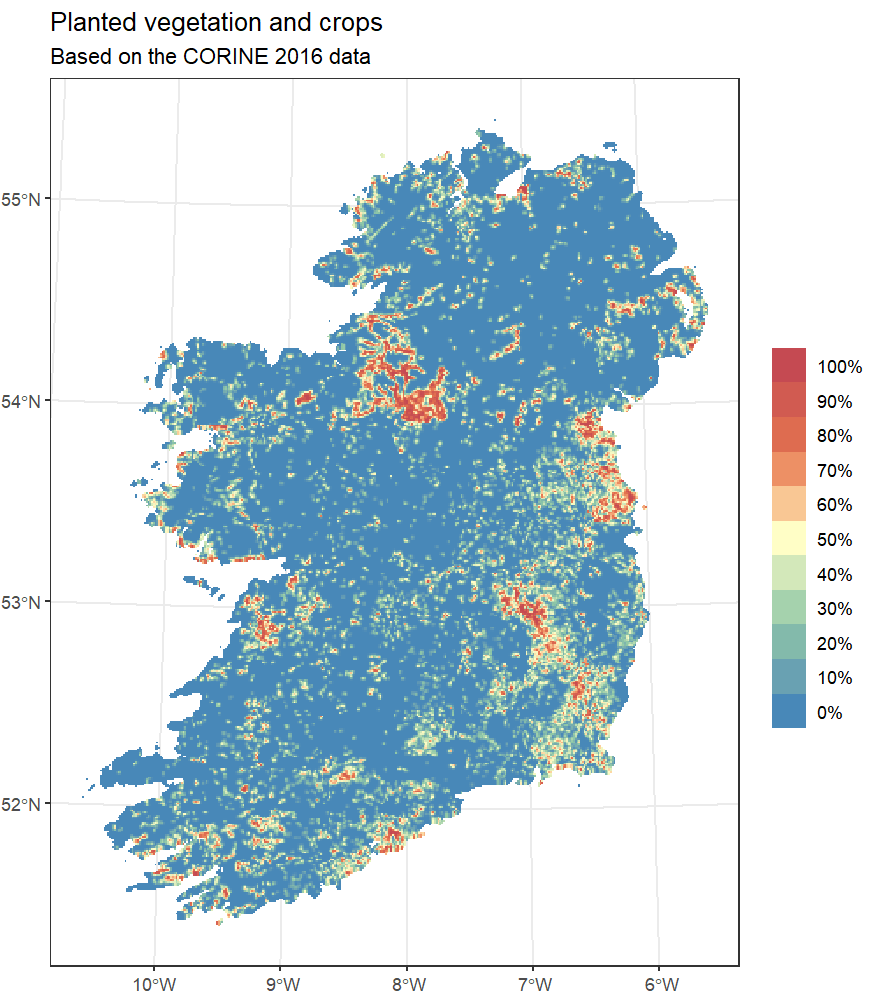 Planted vegetation and crops
Based on the CORINE 2016 data
55°N
54°N
53°N
52°N
10°W
9°W
8°W
7°W
6°W
100%
90%
80%
70%
60%
50%
40%
30%
20%
10%
0%